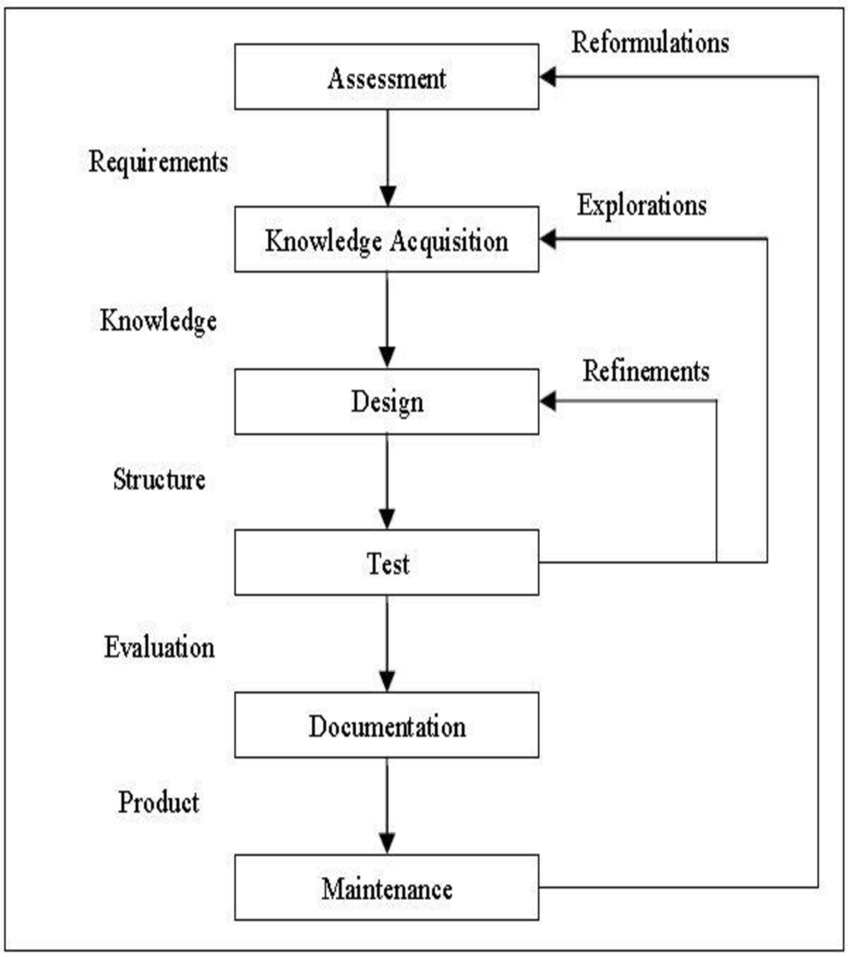 Reformulations
Assessment
Requirements
Explorations
Knowledge Acquisition
Knowledge
Refinements
Design
Structure
Test
Evaluation
Documentation
Product
Maintenance